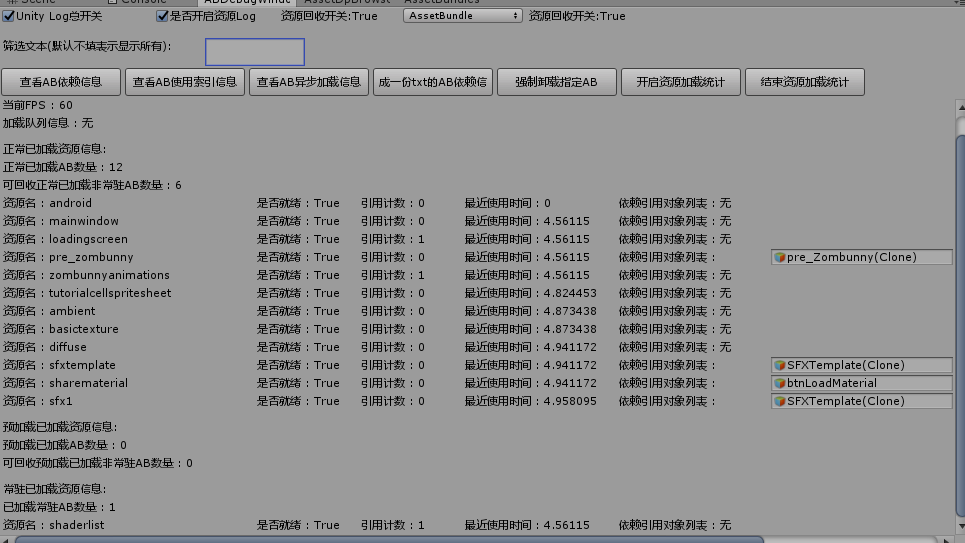 Scene Console ABDebugWindow AssetDpBrowst AssetBundles
Unity Log总开关 是否开启资源Log 资源回收开关:True AssetBundle 资源回收开关:True
筛选文本(默认不填表示显示所有):
查看AB依赖信息 查看AB使用索引信息 查看AB异步加载信息 成一份txt的AB依赖信 强制卸载指定AB 开启资源加载统计 结束资源加载统计
当前FPS : 60
加载队列信息 : 无
正常已加载资源信息:
正常已加载AB数量 : 12
可回收正常已加载非常驻AB数量 : 6
资源名 : android 是否就绪 : True 引用计数 : 0 最近使用时间 : 0 依赖引用对象列表 : 无
资源名 : mainwindow 是否就绪 : True 引用计数 : 0 最近使用时间 : 4.56115 依赖引用对象列表 : 无
资源名 : loadingscreen 是否就绪 : True 引用计数 : 1 最近使用时间 : 4.56115 依赖引用对象列表 : 无
资源名 : pre_zombunny 是否就绪 : True 引用计数 : 0 最近使用时间 : 4.56115 依赖引用对象列表 : pre_Zombunny(Clone)
资源名 : zombunnyanimations 是否就绪 : True 引用计数 : 1 最近使用时间 : 4.56115 依赖引用对象列表 : 无
资源名 : tutorialcellspritesheet 是否就绪 : True 引用计数 : 0 最近使用时间 : 4.824453 依赖引用对象列表 : 无
资源名 : ambient 是否就绪 : True 引用计数 : 0 最近使用时间 : 4.873438 依赖引用对象列表 : 无
资源名 : basictexture 是否就绪 : True 引用计数 : 0 最近使用时间 : 4.873438 依赖引用对象列表 : 无
资源名 : diffuse 是否就绪 : True 引用计数 : 0 最近使用时间 : 4.941172 依赖引用对象列表 : 无
资源名 : sfxtemplate 是否就绪 : True 引用计数 : 0 最近使用时间 : 4.941172 依赖引用对象列表 : SFXTemplate(Clone)
资源名 : sharematerial 是否就绪 : True 引用计数 : 0 最近使用时间 : 4.941172 依赖引用对象列表 : btnLoadMaterial
资源名 : sfx1 是否就绪 : True 引用计数 : 0 最近使用时间 : 4.958095 依赖引用对象列表 : SFXTemplate(Clone)
预加载已加载资源信息:
预加载已加载AB数量 : 0
可回收预加载已加载非常驻AB数量 : 0
常驻已加载资源信息:
已加载常驻AB数量 : 1
资源名 : shaderlist 是否就绪 : True 引用计数 : 1 最近使用时间 : 4.56115 依赖引用对象列表 : 无